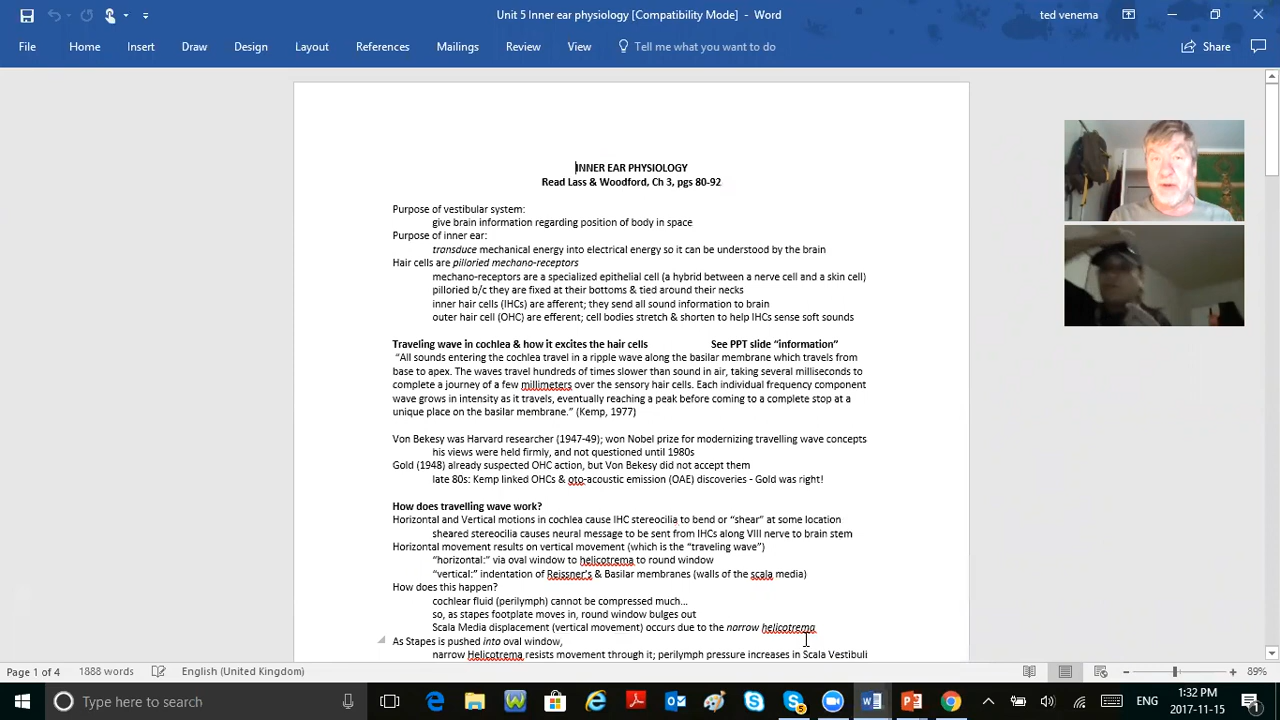 Unit 5 Inner ear physiology [Compatibility Mode] - Word
ted venema
File Home Insert Draw Design Layout References Mailings Review View Tell me what you want to do Share
INNER EAR PHYSIOLOGY
Read Lass & Woodford, Ch 3, pgs 80-92
Purpose of vestibular system:
give brain information regarding position of body in space
Purpose of inner ear:
transduce mechanical energy into electrical energy so it can be understood by the brain
Hair cells are pilloried mechano-receptors
mechano-receptors are a specialized epithelial cell (a hybrid between a nerve cell and a skin cell)
pilloried b/c they are fixed at their bottoms & tied around their necks
inner hair cells (IHCs) are afferent; they send all sound information to brain
outer hair cell (OHC) are efferent; cell bodies stretch & shorten to help IHCs sense soft sounds
Traveling wave in cochlea & how it excites the hair cells See PPT slide “information”
“All sounds entering the cochlea travel in a ripple wave along the basilar membrane which travels from
base to apex. The waves travel hundreds of times slower than sound in air, taking several milliseconds to
complete a journey of a few millimeters over the sensory hair cells. Each individual frequency component
wave grows in intensity as it travels, eventually reaching a peak before coming to a complete stop at a
unique place on the basilar membrane.” (Kemp, 1977)
Von Bekesy was Harvard researcher (1947-49); won Nobel prize for modernizing travelling wave concepts
his views were held firmly, and not questioned until 1980s
Gold (1948) already suspected OHC action, but Von Bekesy did not accept them
late 80s: Kemp linked OHCs & oto-acoustic emission (OAE) discoveries - Gold was right!
How does travelling wave work?
Horizontal and Vertical motions in cochlea cause IHC stereocilia to bend or “shear” at some location
sheared stereocilia causes neural message to be sent from IHCs along VIII nerve to brain stem
Horizontal movement results on vertical movement (which is the “traveling wave”)
“horizontal:” via oval window to helicotrema to round window
“vertical:” indentation of Reissner’s & Basilar membranes (walls of the scala media)
How does this happen?
cochlear fluid (perilymph) cannot be compressed much…
so, as stapes footplate moves in, round window bulges out
Scala Media displacement (vertical movement) occurs due to the narrow helicotrema
As Stapes is pushed into oval window,
narrow Helicotrema resists movement through it; perilymph pressure increases in Scala Vestibuli
Page 1 of 4 1888 words English (United Kingdom) 89%
Type here to search
ENG
1:32 PM
2017-11-15